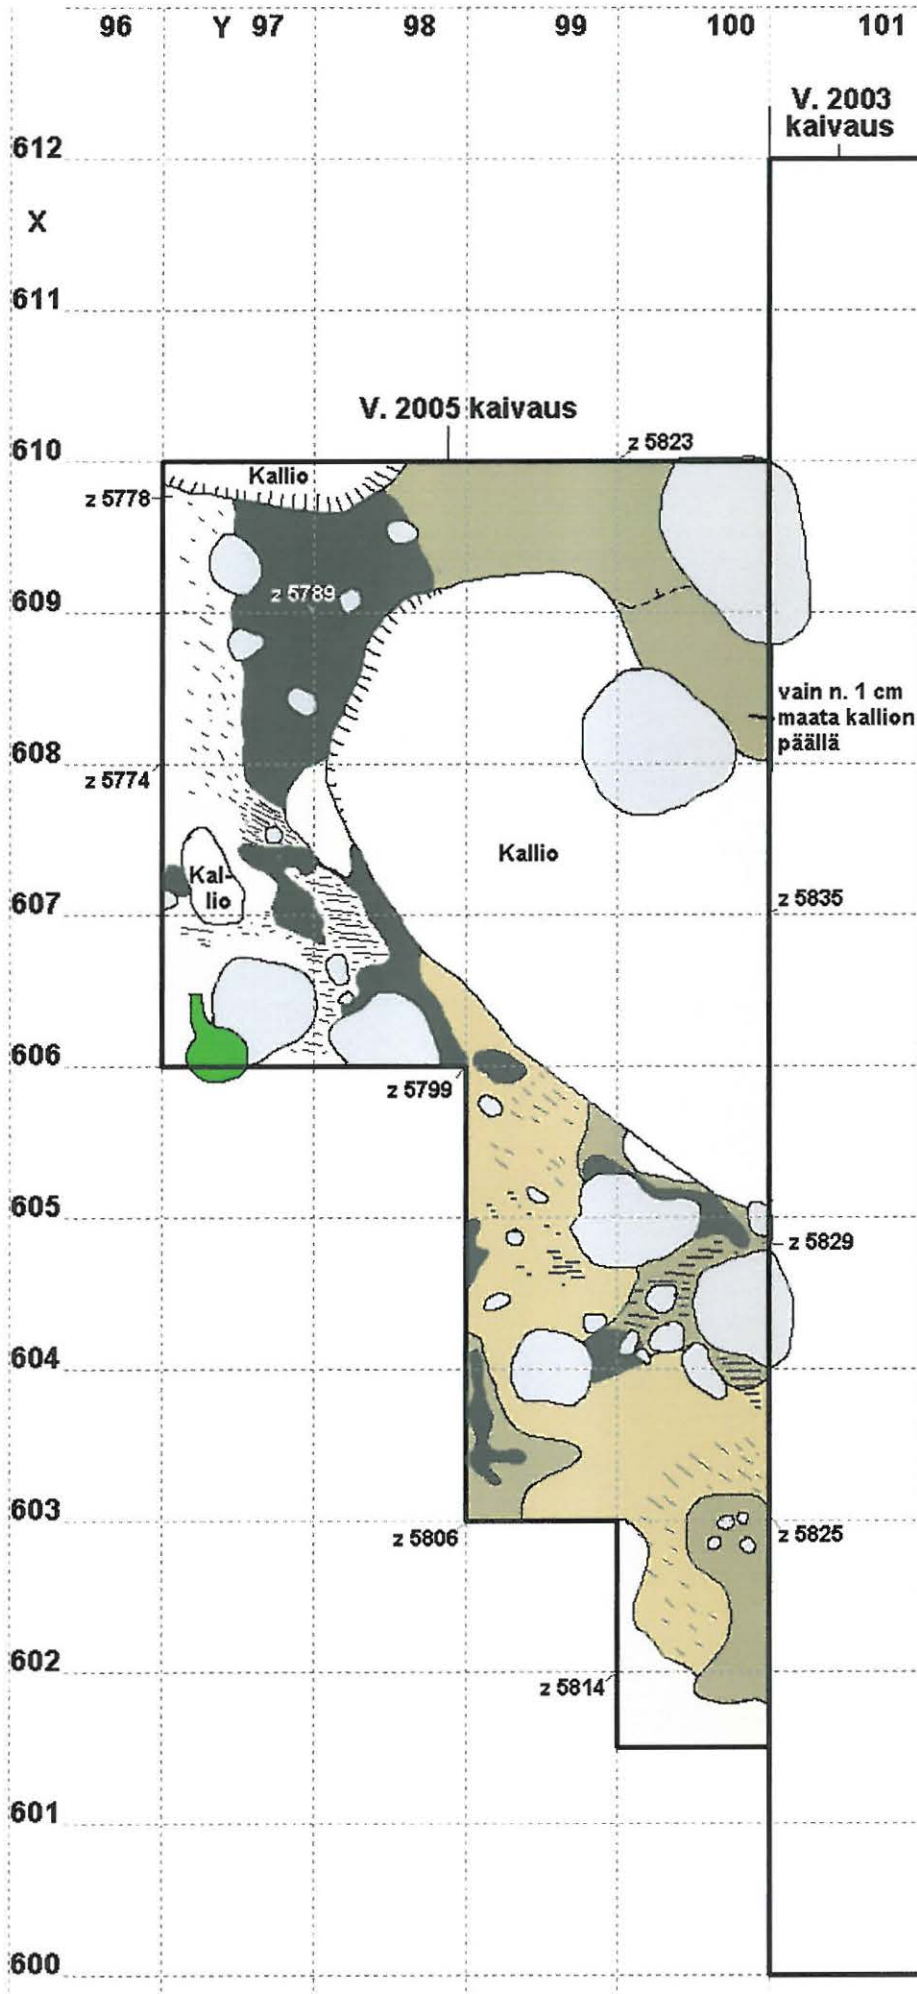 96 Y 97 98 99 100 101
V. 2003
kaivaus
612
X
611
V. 2005 kaivaus
610
z 5823
Kallio
z 5778
z 5789
609
vain n. 1 cm
maata kallion
päällä
608
z 5774
Kallio
Kal-
lio
607
z 5835
606
z 5799
605
z 5829
604
603
z 5806
z 5825
602
z 5814
601
600